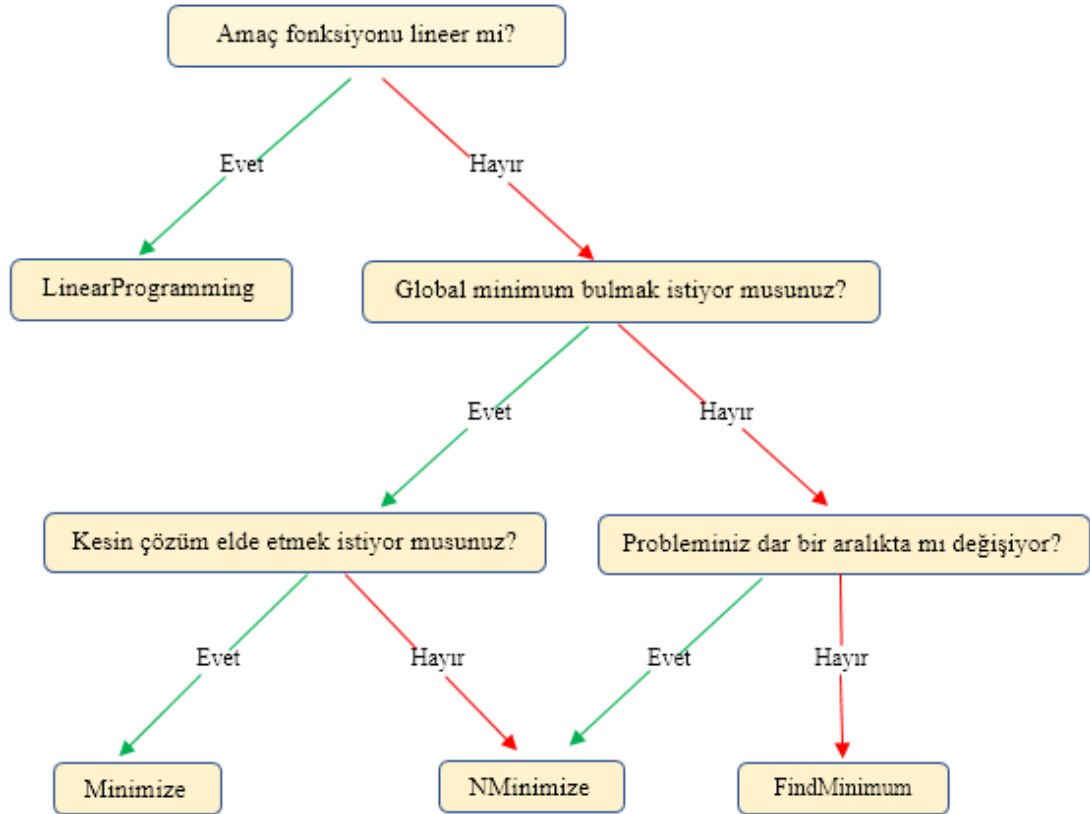 Amaç fonksiyonu lineer mi?
Evet
Hayır
LinearProgramming
Global minimum bulmak istiyor musunuz?
Evet
Hayır
Kesin çözüm elde etmek istiyor musunuz?
Probleminiz dar bir aralıkta mı değişiyor?
Evet
Hayır
Evet
Hayır
Minimize
NMinimize
FindMinimum